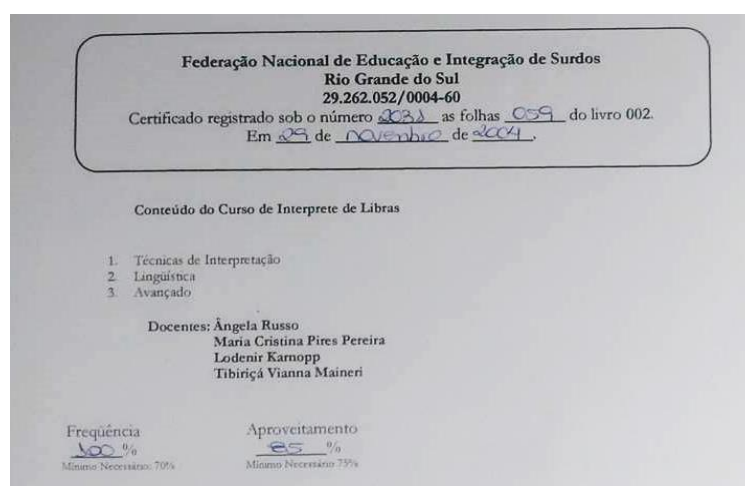 Federação Nacional de Educação e Integração de Surdos
Rio Grande do Sul
29.262.052/0004-60
Certificado registrado sob o número as folhas 059 do livro 002.
Em 29 de novembro de 2004.
Conteúdo do Curso de Interprete de Libras
1. Técnicas de Interpretação
2. Lingüística
3. Avançado
Docentes: Ângela Russo
Maria Cristina Pires Pereira
Lodenir Karnopp
Tibiriçá Vianna Maineri
Freqüência Aproveitamento
100 % 85 %
Mínimo Necessário: 70% Mínimo Necessário 75%